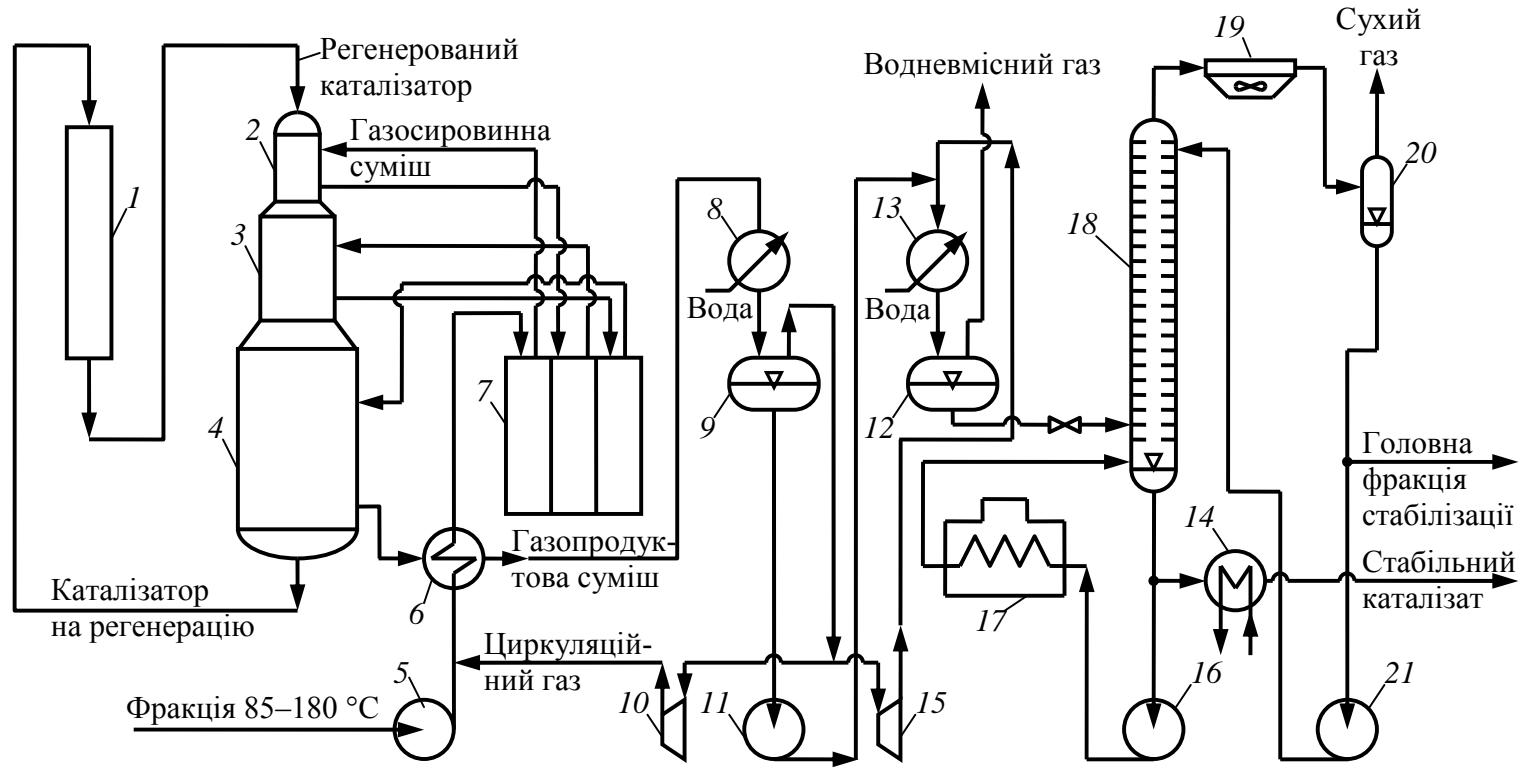 Регенерований
каталізатор
Газосировинна
суміш
Водневмісний газ
Сухий
газ
1
2
3
4
5
6
7
8
9
10
11
12
13
14
15
16
17
18
19
20
21
Вода
Вода
Газопродук-
това суміш
Каталізатор
на регенерацію
Циркуляцій-
ний газ
Фракція 85–180 °C
Головна
фракція
стабілізації
Стабільний
каталізат